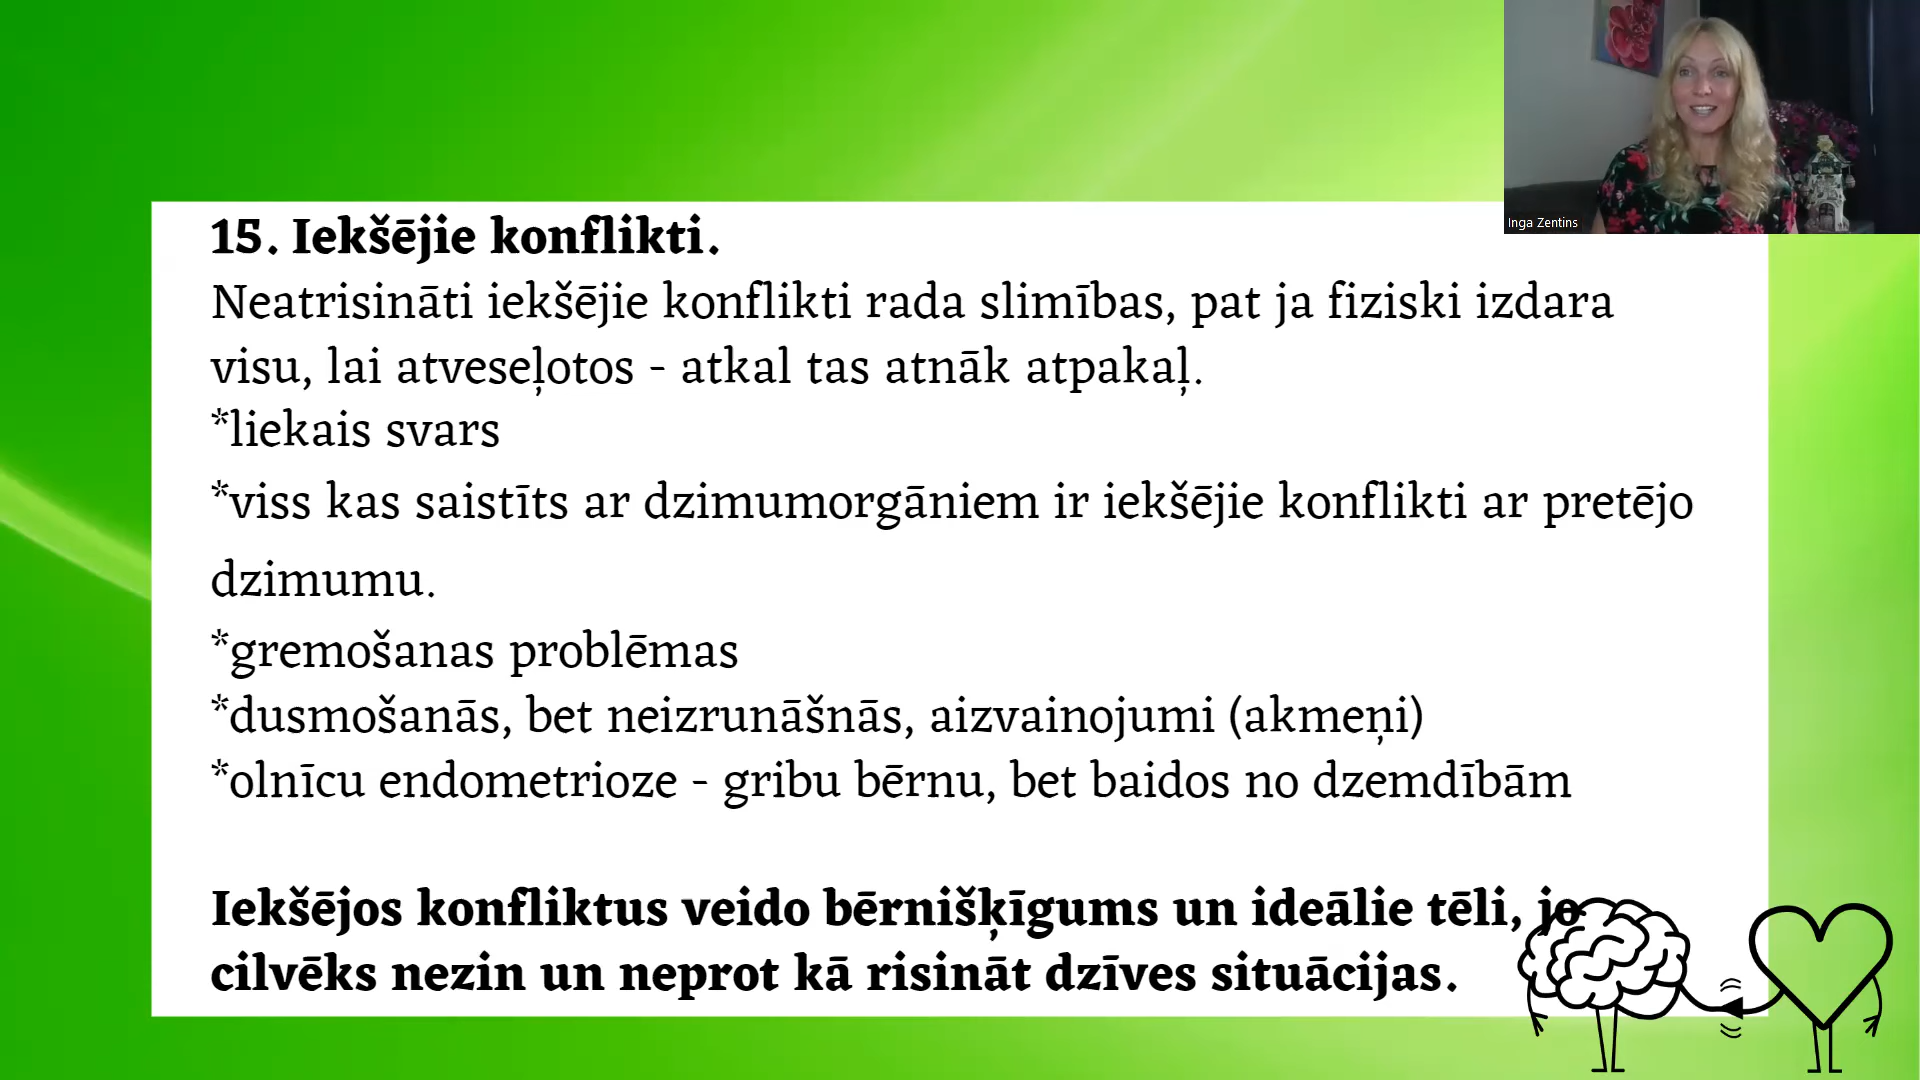 15. Iekšējie konflikti.
Neatrisināti iekšējie konflikti rada slimības, pat ja fiziski izdara
visu, lai atveseļotos - atkal tas atnāk atpakaļ.
*liekais svars
*viss kas saistīts ar dzimumorgāniem ir iekšējie konflikti ar pretējo
dzimumu.
*gremošanas problēmas
*dusmošanās, bet neizrunāšnās, aizvainojumi (akmeņi)
*olnīcu endometrioze - gribu bērnu, bet baidos no dzemdībām
Iekšējos konfliktus veido bērnišķīgums un ideālie tēli, jo
cilvēks nezin un neprot kā risināt dzīves situācijas.
Inga Zentins